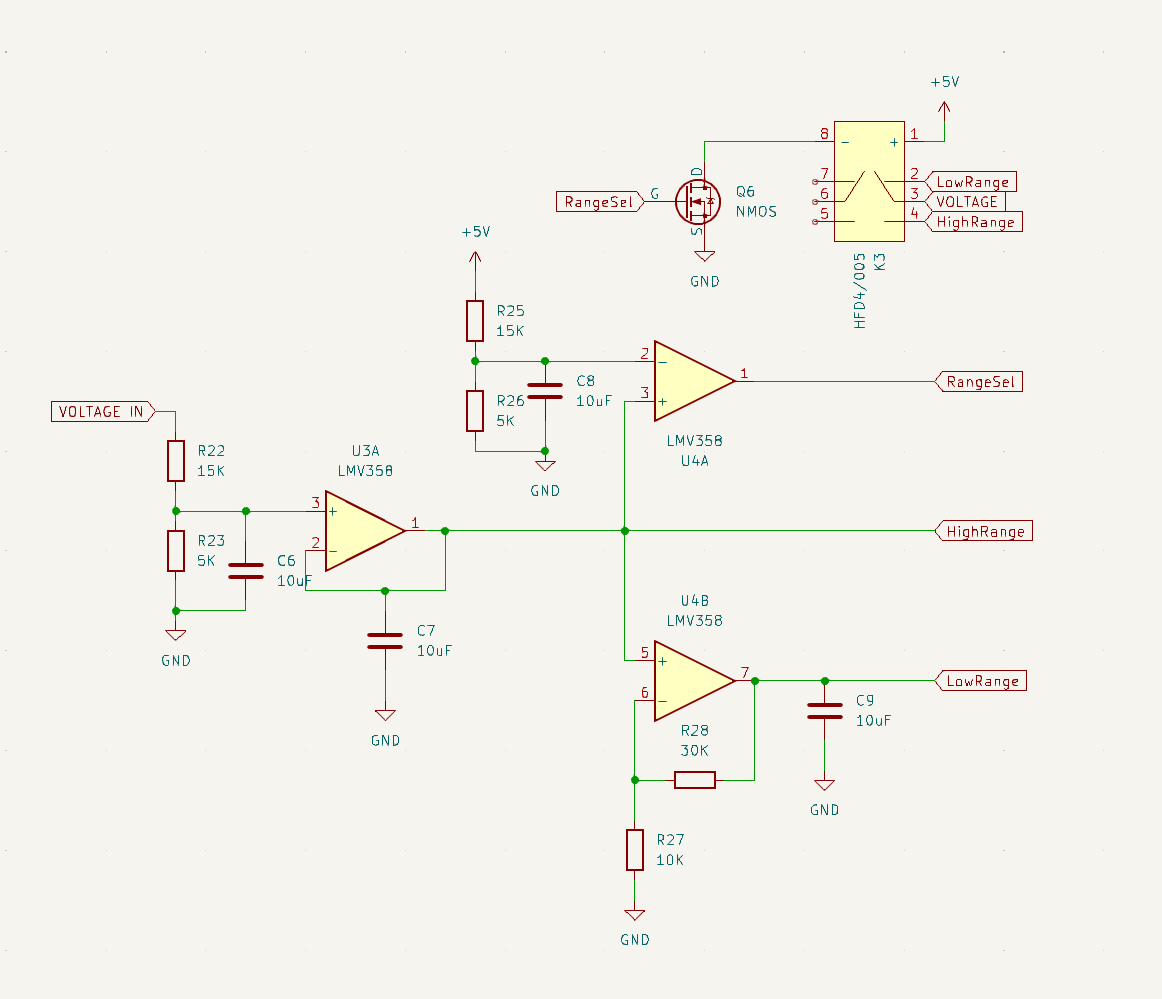 +5V
8
-
+
1
7
2
LowRange
6
3
VOLTAGE
5
4
HighRange
HFD4/005
K3
D
RangeSel
G
Q6
NMOS
S
GND
+5V
R25
15K
2
-
1
RangeSel
3
+
C8
10uF
R26
5K
LMV358
U4A
GND
VOLTAGE IN
R22
15K
U3A
LMV358
3
+
1
2
-
HighRange
R23
5K
C6
10uF
GND
C7
10uF
GND
U4B
LMV358
5
+
7
6
-
LowRange
C9
10uF
R28
30K
GND
R27
10K
GND